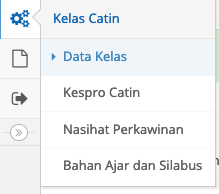 Kelas Catin
Data Kelas
Kespro Catin
Nasihat Perkawinan
Bahan Ajar dan Silabus